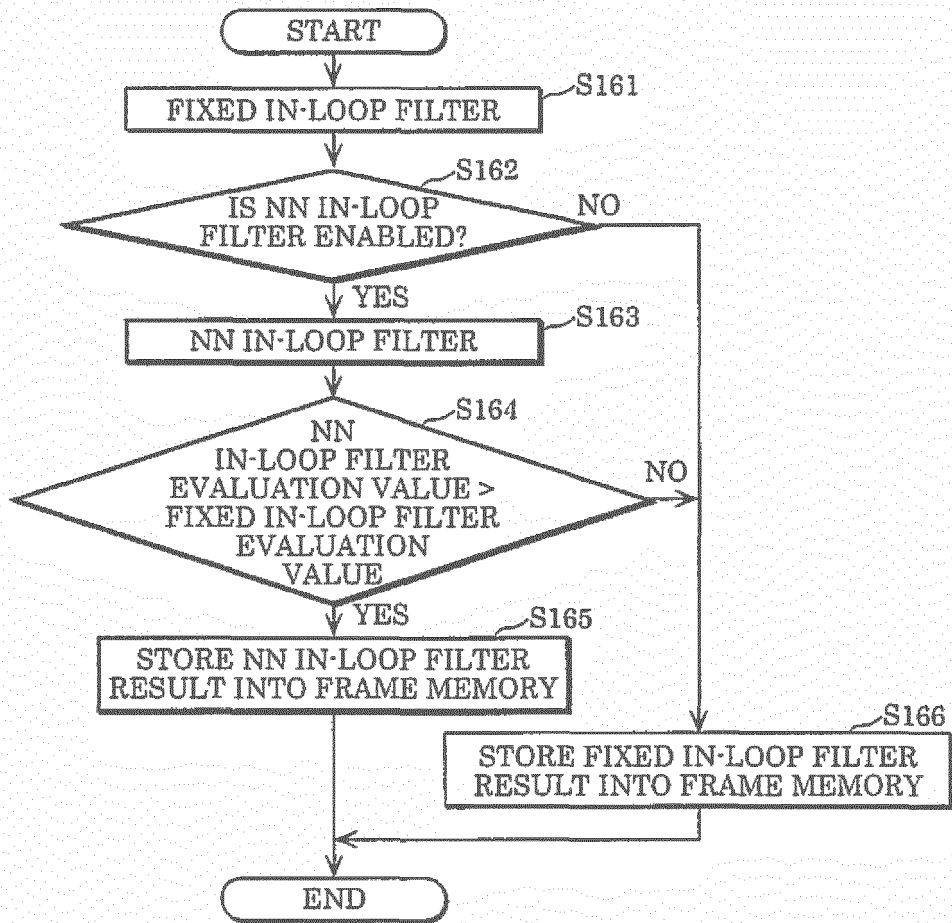 START
S161
FIXED IN-LOOP FILTER
S162
IS NN IN-LOOP
FILTER ENABLED?
NO
YES
S163
NN IN-LOOP FILTER
S164
NN
IN-LOOP FILTER
EVALUATION VALUE >
FIXED IN-LOOP FILTER
EVALUATION
VALUE
NO
YES
S165
STORE NN IN-LOOP FILTER
RESULT INTO FRAME MEMORY
S166
STORE FIXED IN-LOOP FILTER
RESULT INTO FRAME MEMORY
END